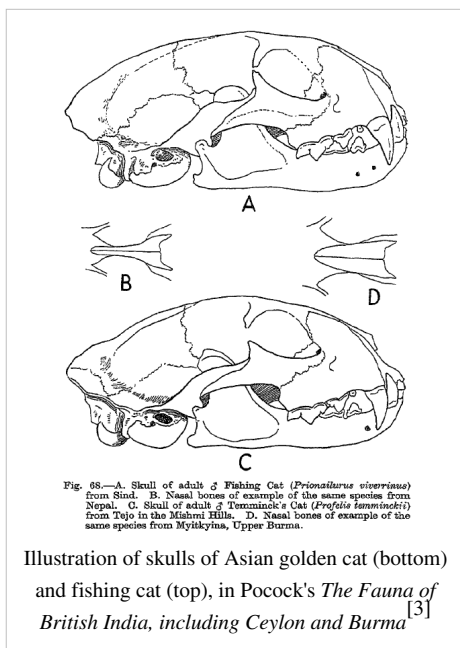 A
B
D
C
Fig. 68.—A. Skull of adult ♂ Fishing Cat (Prionailurus viverrinus)
from Sind. B. Nasal bones of example of the same species from
Nepal. C. Skull of adult ♂ Temminck's Cat (Profelis temminckii)
from Tejo in the Mishmi Hills. D. Nasal bones of example of the
same species from Myitkyina, Upper Burma.
Illustration of skulls of Asian golden cat (bottom)
and fishing cat (top), in Pocock's The Fauna of
British India, including Ceylon and Burma[3]